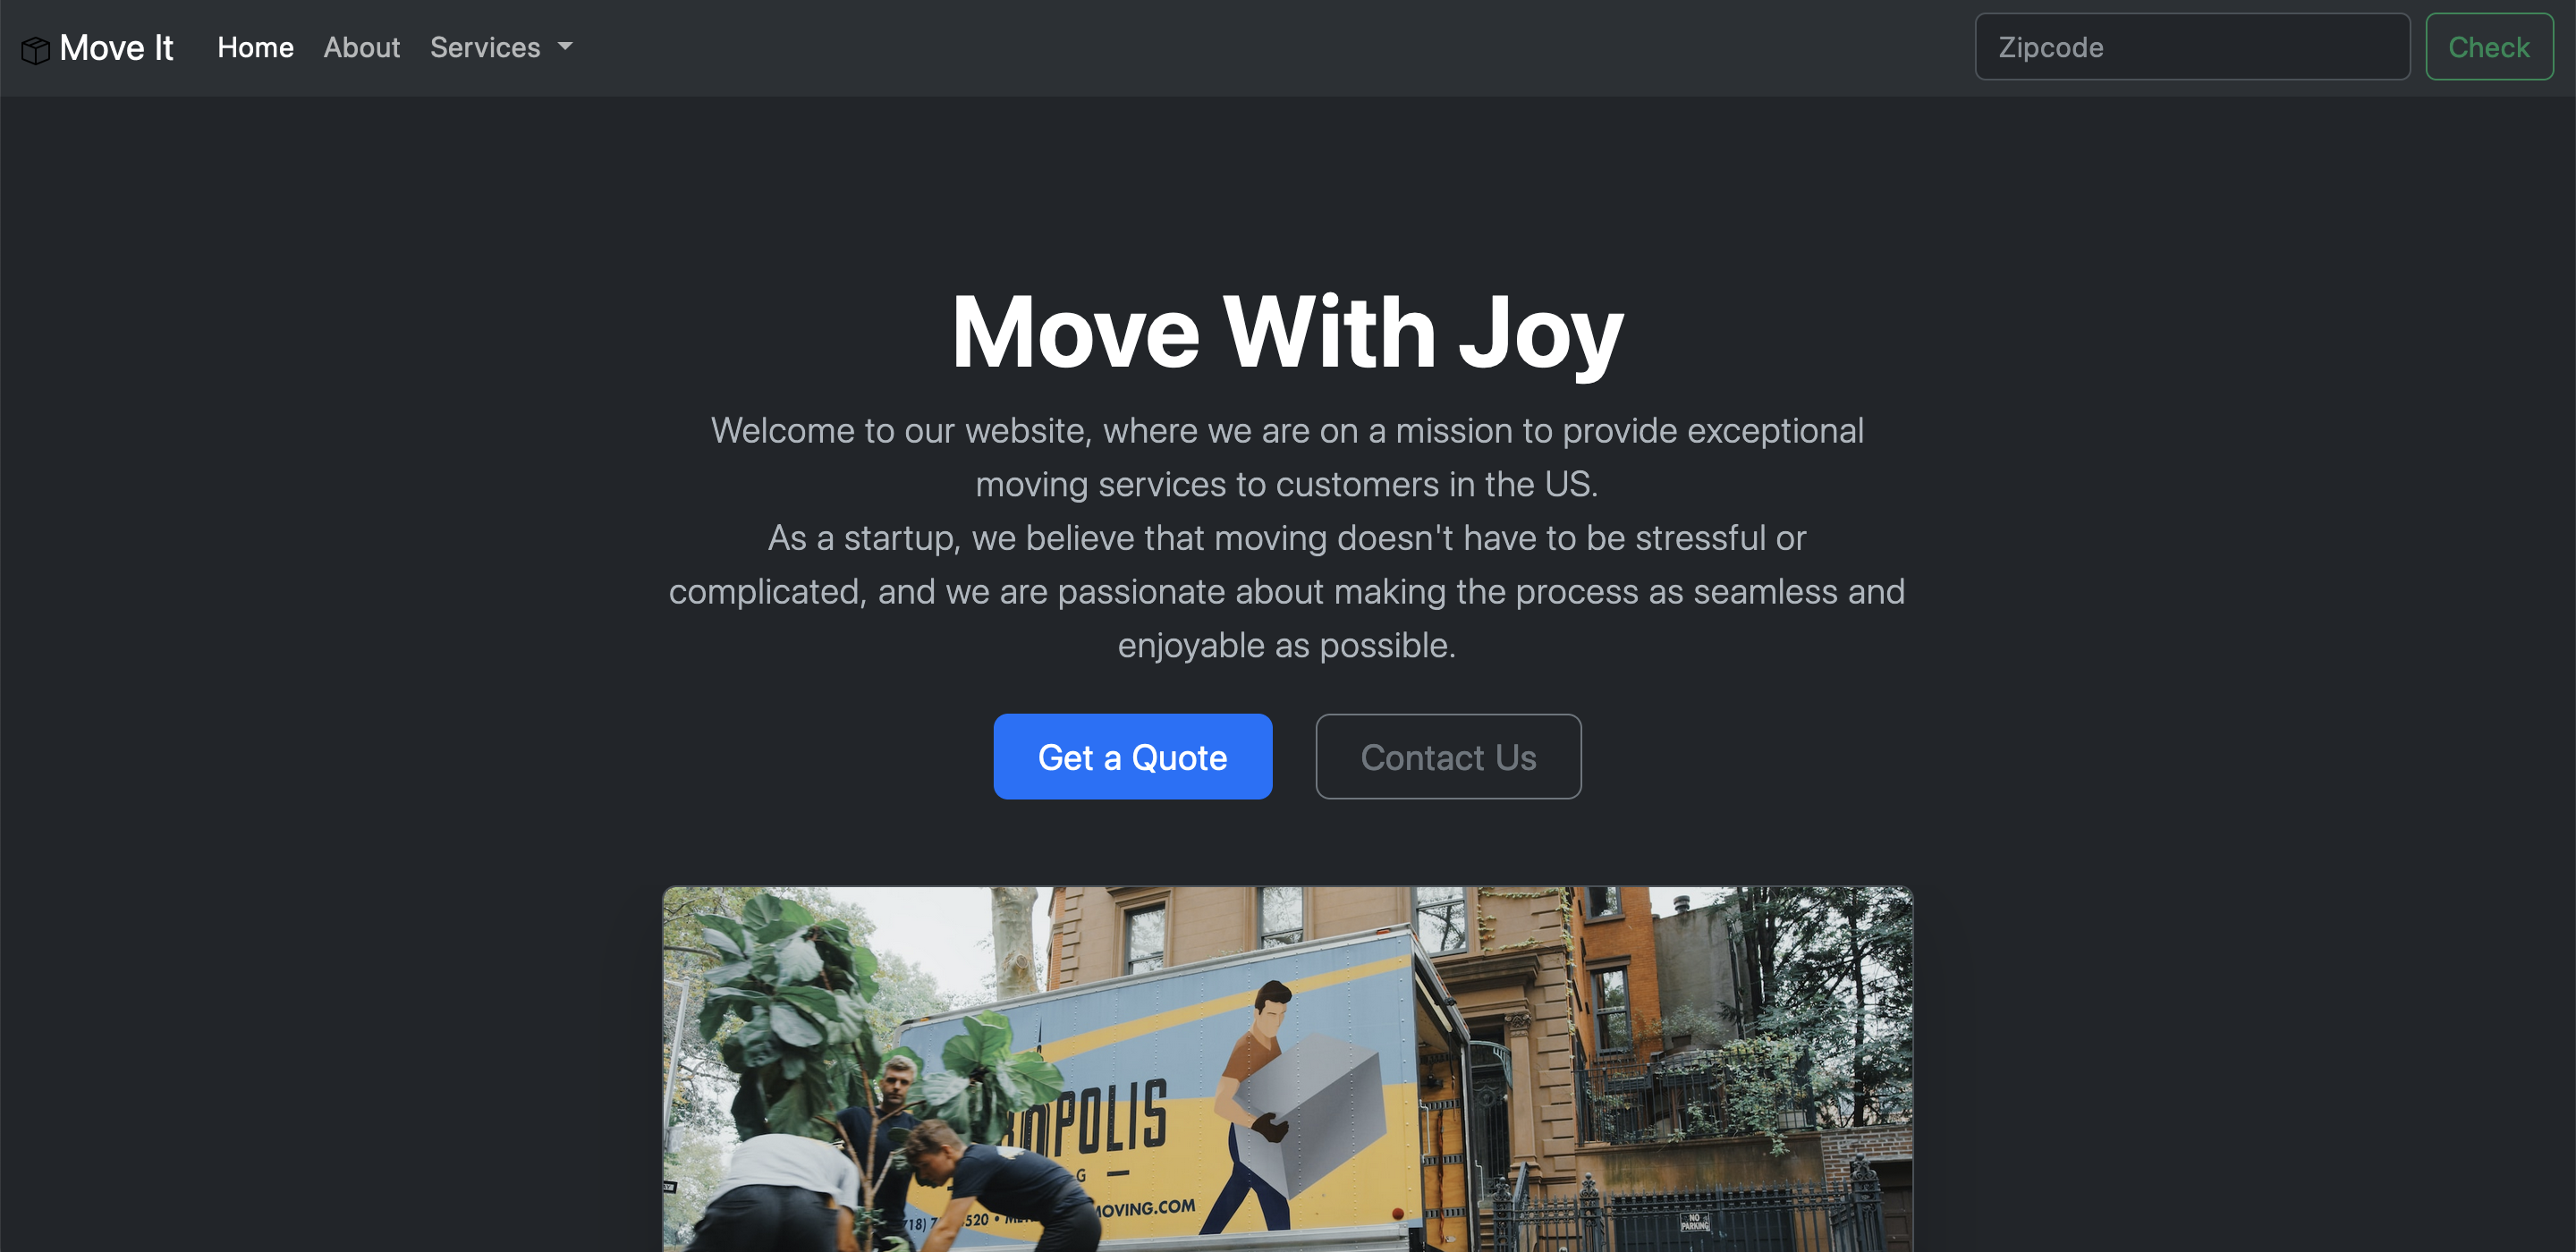 Move It
Home
About
Services
Zipcode
Check
Move With Joy
Welcome to our website, where we are on a mission to provide exceptional
moving services to customers in the US.
As a startup, we believe that moving doesn't have to be stressful or
complicated, and we are passionate about making the process as seamless and
enjoyable as possible.
Get a Quote
Contact Us
POLIS
G —
520 •
MOVING.COM
NO
PARKING